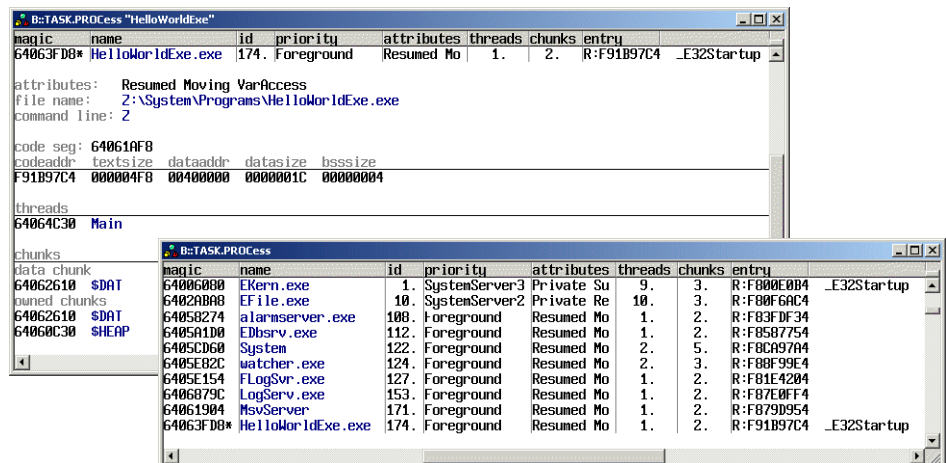 B::TASK.PROCess "HelloWorldExe"
magic name id priority attributes threads chunks entry
64063FD8* HelloWorldExe.exe 174. Foreground Resumed Mo 1. 2. R:F91B97C4 _E32Startup
attributes: Resumed Moving VarAccess
file name: Z:\System\Programs\HelloWorldExe.exe
command line: Z
code seg: 64061AF8
codeaddr textsize dataaddr datasize bsssize
F91B97C4 000004F8 00400000 0000001C 00000004
threads
64064C30 Main
chunks
data chunk
64062610 $DAT
owned chunks
64062610 $DAT
64060C30 $HEAP
B::TASK.PROCess
magic name id priority attributes threads chunks entry
64006080 EKern.exe 1. SystemServer3 Private Su 9. 3. R:F800E0B4 _E32Startup
6402ABA8 EFile.exe 10. SystemServer2 Private Re 10. 3. R:F80F6AC4
64058274 alarmserver.exe 108. Foreground Resumed Mo 1. 2. R:F83FDF34
6405A1D0 EDbsrv.exe 112. Foreground Resumed Mo 1. 2. R:F8587754
6405CD60 System 122. Foreground Resumed Mo 2. 5. R:F8CA97A4
6405E82C watcher.exe 124. Foreground Resumed Mo 2. 3. R:F88F99E4
6405E154 FLogSvr.exe 127. Foreground Resumed Mo 1. 2. R:F81E4204
6406879C LogServ.exe 153. Foreground Resumed Mo 1. 2. R:F87E0FF4
64061904 MsvServer 171. Foreground Resumed Mo 1. 2. R:F879D954
64063FD8* HelloWorldExe.exe 174. Foreground Resumed Mo 1. 2. R:F91B97C4 _E32Startup